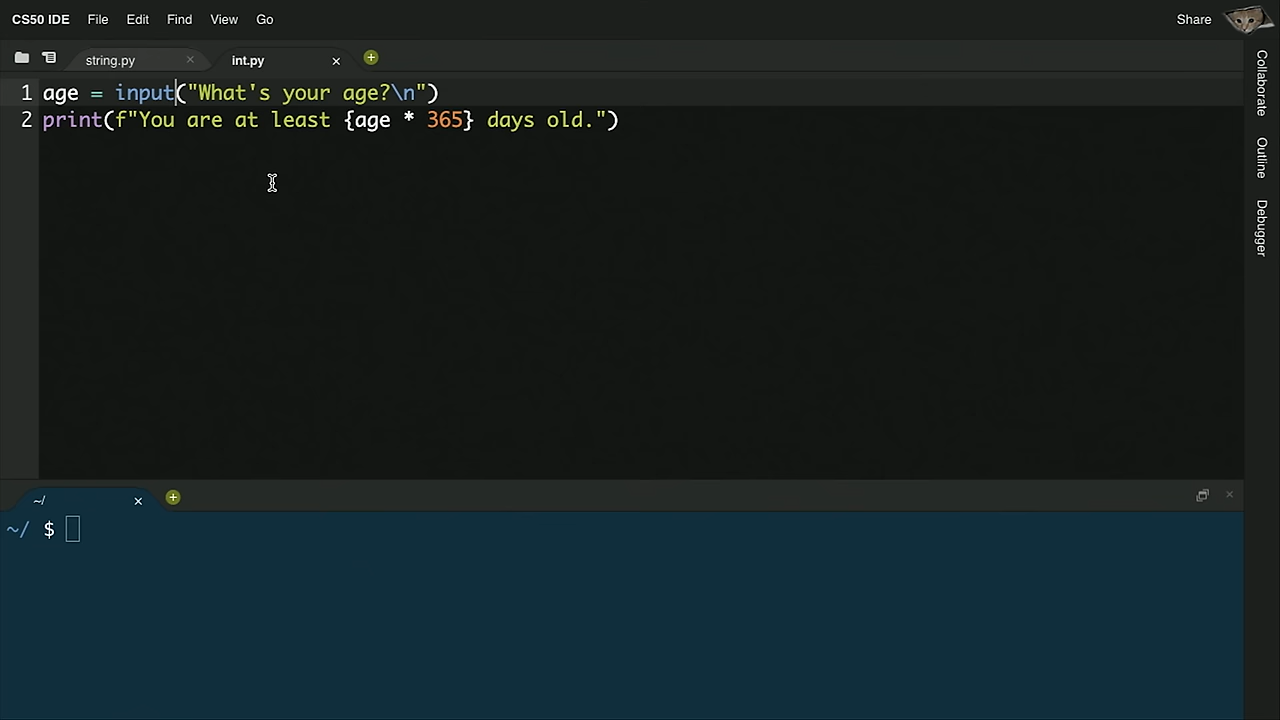 CS50 IDE File Edit Find View Go Share
string.py × int.py ×
1 age = input("What's your age?\n")
2 print(f"You are at least {age * 365} days old.")
Collaborate
Outline
Debugger
~/ ×
~/ $